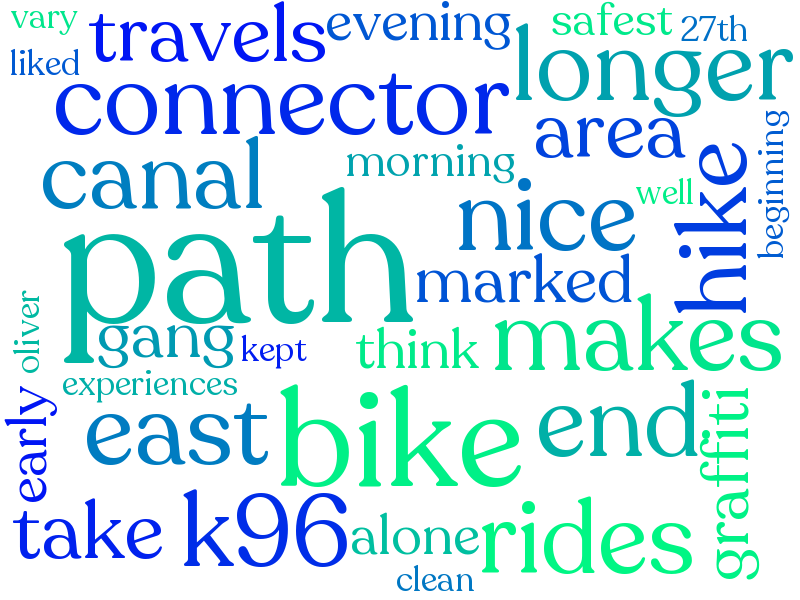 vary
travels
evening
safest
27th
liked
connector
longer
area
beginning
canal
morning
hike
well
nice
path
marked
oliver
gang
kept
think
makes
experiences
early
east
bike
end
graffiti
take
k96
alone
rides
clean